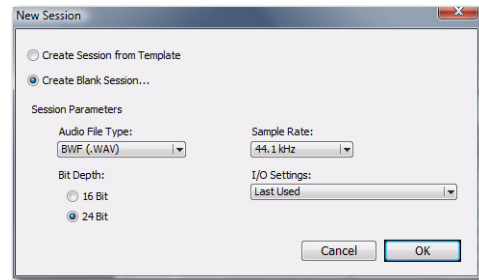 New Session
Create Session from Template
Create Blank Session...
Session Parameters
Audio File Type:
BWF (.WAV)
Sample Rate:
44.1 kHz
Bit Depth:
16 Bit
24 Bit
I/O Settings:
Last Used
Cancel
OK